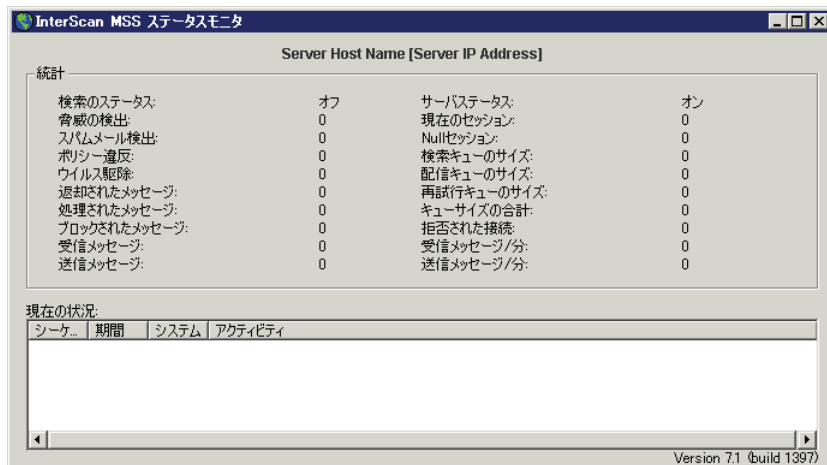 InterScan MSS ステータスモニタ
Server Host Name [Server IP Address]
統計
検索のステータス: オフ サーバステータス: オン
脅威の検出: 0 現在のセッション: 0
スパムメール検出: 0 Nullセッション: 0
ポリシー違反: 0 検索キューのサイズ: 0
ウイルス駆除: 0 配信キューのサイズ: 0
返却されたメッセージ: 0 再試行キューのサイズ: 0
処理されたメッセージ: 0 キューサイズの合計: 0
ブロックされたメッセージ: 0 拒否された接続: 0
受信メッセージ: 0 受信メッセージ/分: 0
送信メッセージ: 0 送信メッセージ/分: 0
現在の状況:
シーケ... 期間 システム アクティビティ
Version 7.1 (build 1397)